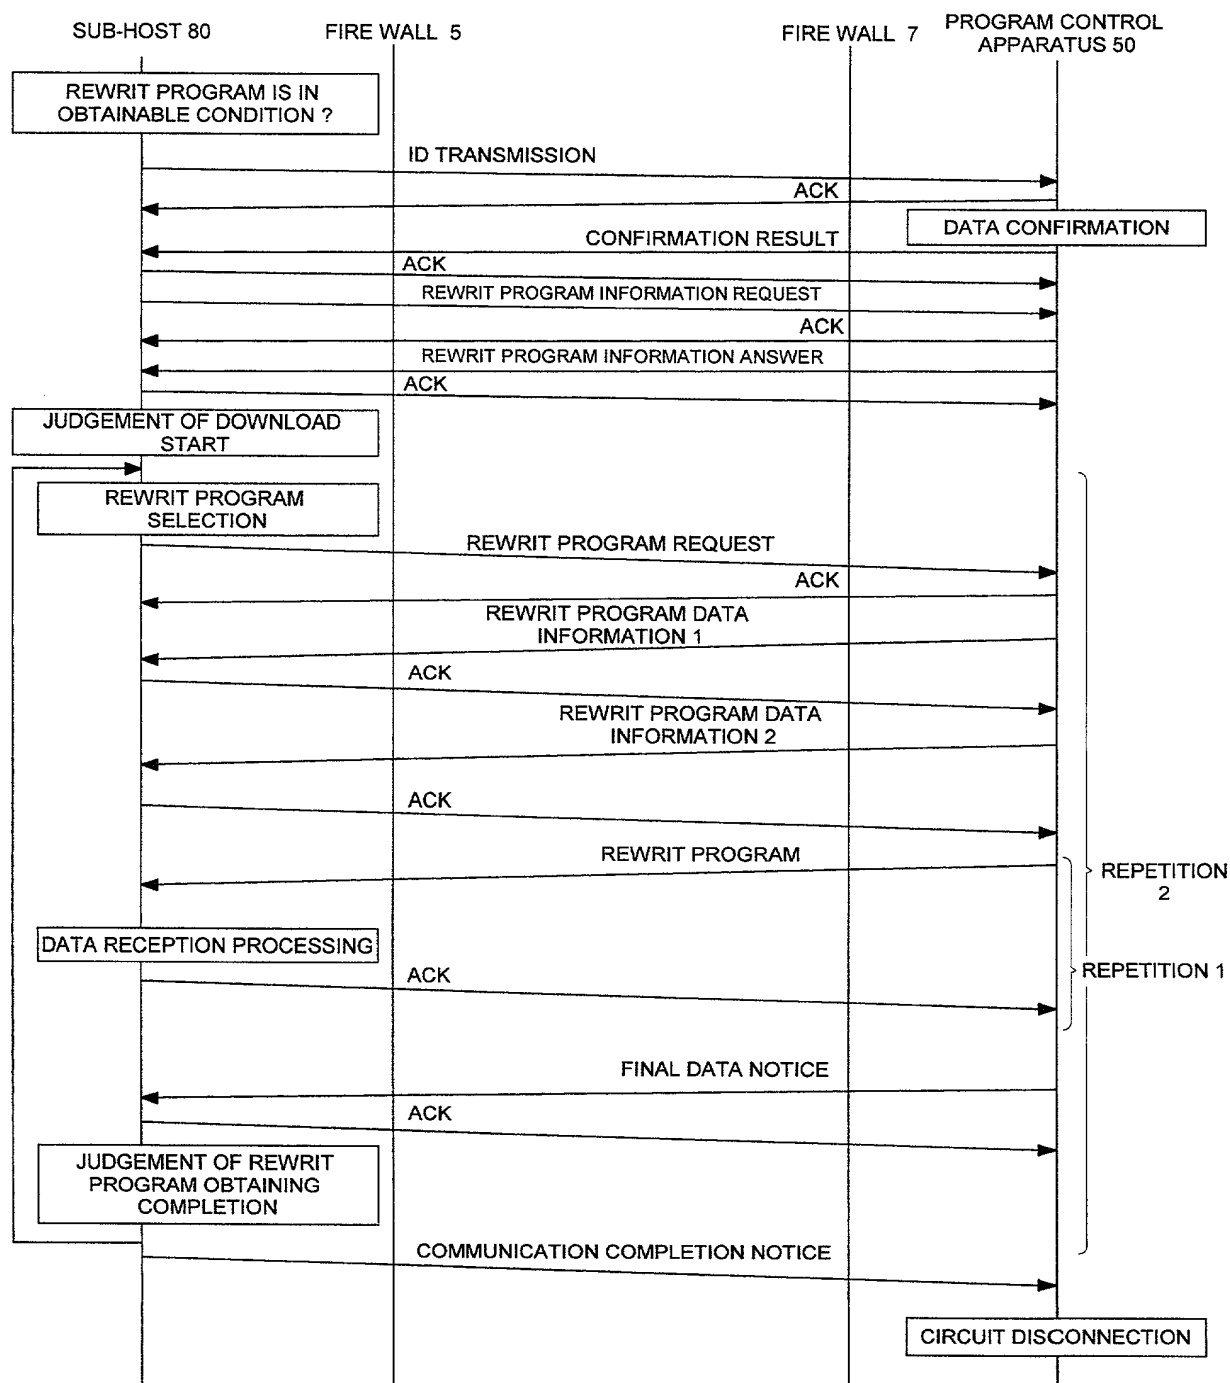 SUB-HOST 80
FIRE WALL 5
FIRE WALL 7
PROGRAM CONTROL
APPARATUS 50
REWRIT PROGRAM IS IN
OBTAINABLE CONDITION ?
ID TRANSMISSION
ACK
DATA CONFIRMATION
CONFIRMATION RESULT
ACK
REWRIT PROGRAM INFORMATION REQUEST
ACK
REWRIT PROGRAM INFORMATION ANSWER
ACK
JUDGEMENT OF DOWNLOAD
START
REWRIT PROGRAM
SELECTION
REWRIT PROGRAM REQUEST
ACK
REWRIT PROGRAM DATA
INFORMATION 1
ACK
REWRIT PROGRAM DATA
INFORMATION 2
ACK
REWRIT PROGRAM
REPETITION
2
DATA RECEPTION PROCESSING
ACK
REPETITION 1
FINAL DATA NOTICE
ACK
JUDGEMENT OF REWRIT
PROGRAM OBTAINING
COMPLETION
COMMUNICATION COMPLETION NOTICE
CIRCUIT DISCONNECTION